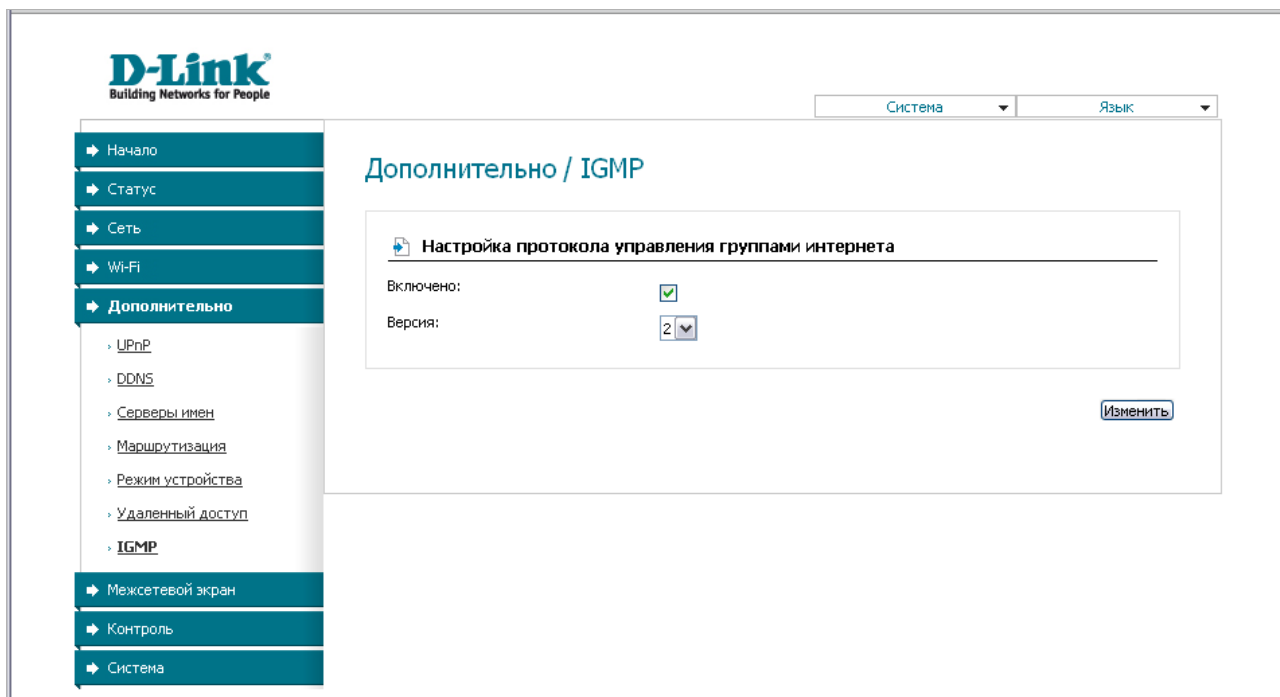 D-Link
Building Networks for People
Система
Язык
Начало
Статус
Сеть
Wi-Fi
Дополнительно
UPnP
DDNS
Серверы имен
Маршрутизация
Режим устройства
Удаленный доступ
IGMP
Межсетевой экран
Контроль
Система
Дополнительно / IGMP
Настройка протокола управления группами интернета
Включено:
Версия: 2
Изменить